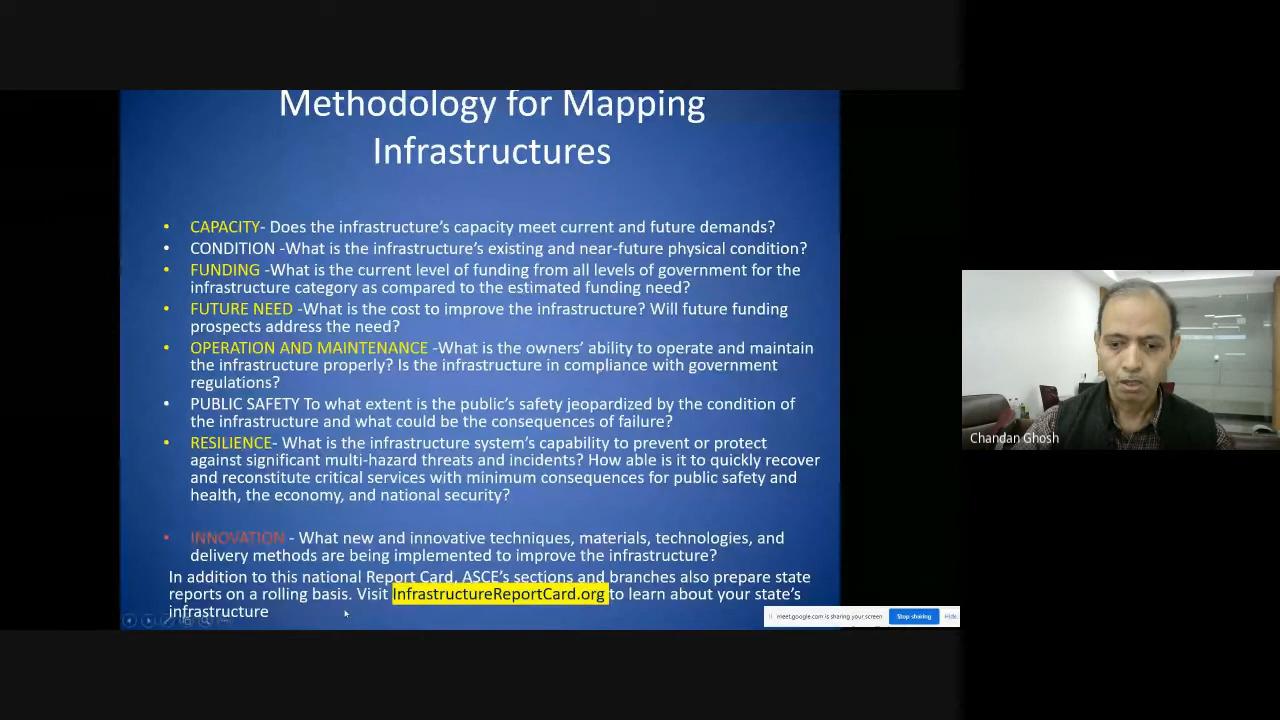 Methodology for Mapping
Infrastructures
• CAPACITY- Does the infrastructure's capacity meet current and future demands?
• CONDITION -What is the infrastructure's existing and near-future physical condition?
• FUNDING -What is the current level of funding from all levels of government for the
infrastructure category as compared to the estimated funding need?
• FUTURE NEED -What is the cost to improve the infrastructure? Will future funding
prospects address the need?
• OPERATION AND MAINTENANCE -What is the owners' ability to operate and maintain
the infrastructure properly? Is the infrastructure in compliance with government
regulations?
• PUBLIC SAFETY To what extent is the public's safety jeopardized by the condition of
the infrastructure and what could be the consequences of failure?
• RESILIENCE- What is the infrastructure system's capability to prevent or protect
against significant multi-hazard threats and incidents? How able is it to quickly recover
and reconstitute critical services with minimum consequences for public safety and
health, the economy, and national security?
• INNOVATION - What new and innovative techniques, materials, technologies, and
delivery methods are being implemented to improve the infrastructure?
In addition to this national Report Card, ASCE's sections and branches also prepare state
reports on a rolling basis. Visit InfrastructureReportCard.org to learn about your state's
infrastructure
meet.google.com is sharing your screen Stop sharing Hide
Chandan Ghosh